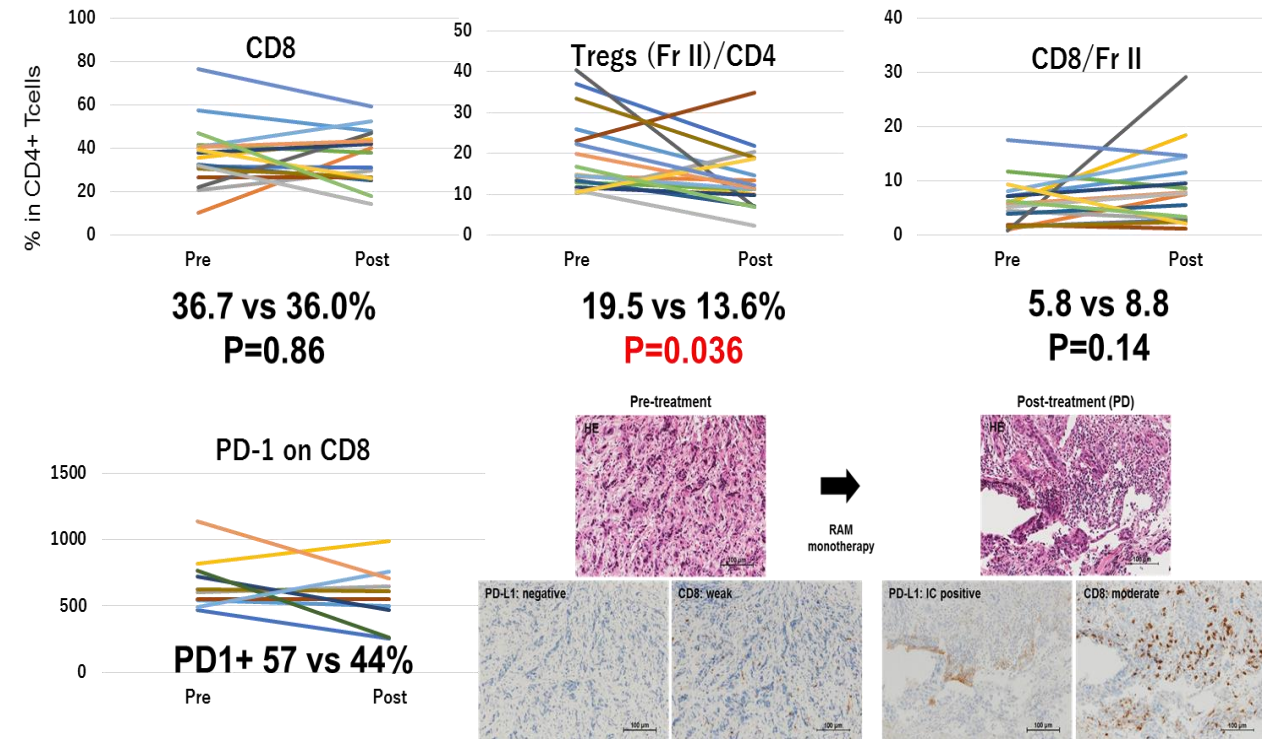 % in CD4+ Tcells
CD8
100
80
60
40
20
0
Pre Post
36.7 vs 36.0%
P=0.86
Tregs (Fr II)/CD4
50
40
30
20
10
0
Pre Post
19.5 vs 13.6%
P=0.036
CD8/Fr II
40
30
20
10
0
Pre Post
5.8 vs 8.8
P=0.14
PD-1 on CD8
1500
1000
500
0
PD1+ 57 vs 44%
Pre Post
Pre-treatment
HE
100 μm
PD-L1: negative
100 μm
CD8: weak
100 μm
RAM
monotherapy
Post-treatment (PD)
HE
100 μm
PD-L1: IC positive
100 μm
CD8: moderate
100 μm